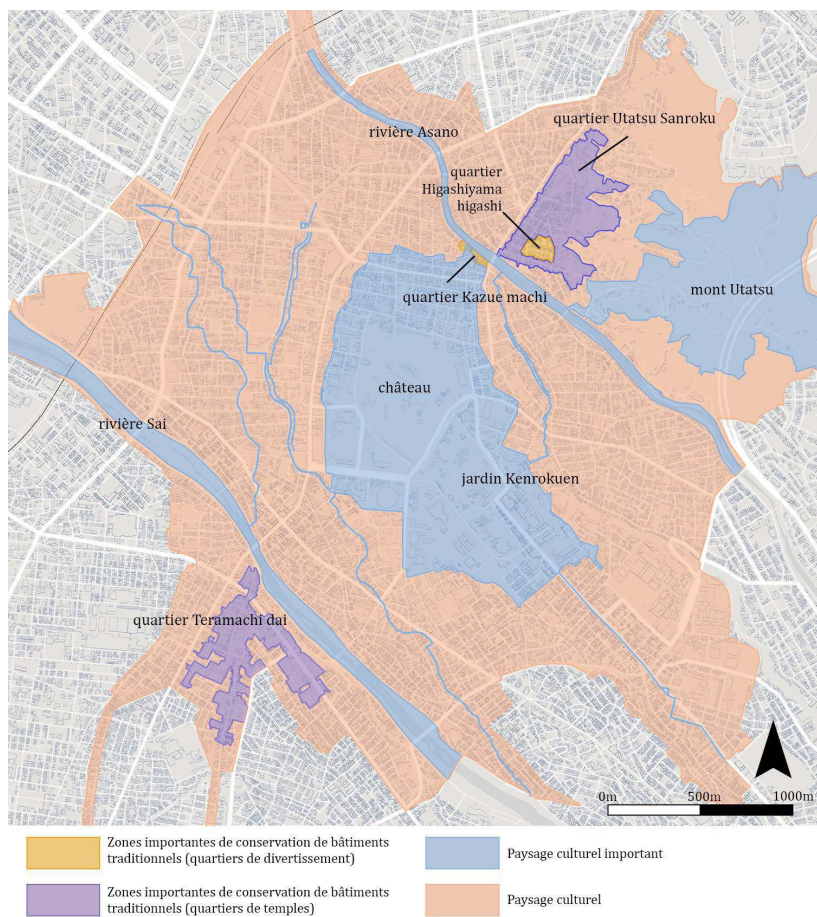 rivière Asano
quartier Utatsu Sanroku
quartier
Higashiyama
higashi
quartier Kazue machi
mont Utatsu
château
rivière Sai
jardin Kenrokuen
quartier Teramachi dai
0m 500m 1000m
Zones importantes de conservation de bâtiments
traditionnels (quartiers de divertissement)
Paysage culturel important
Zones importantes de conservation de bâtiments
traditionnels (quartiers de temples)
Paysage culturel